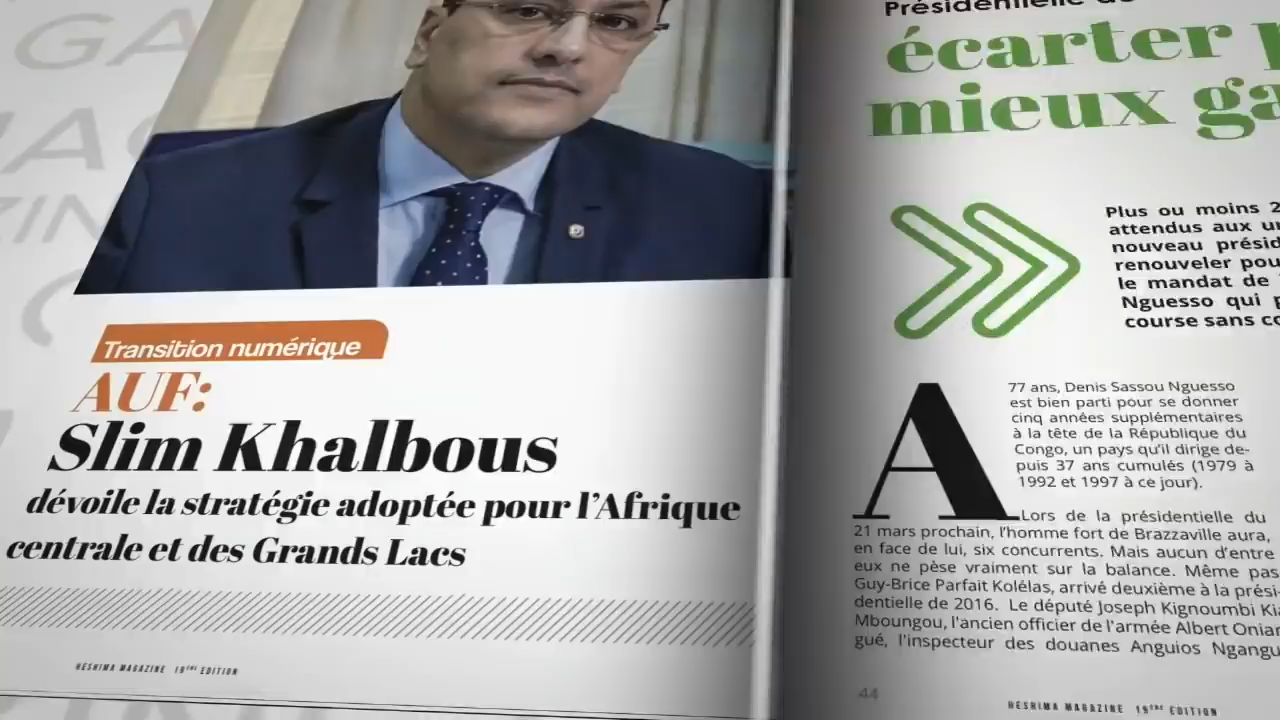 Transition numérique
AUF:
Slim Khalbous
dévoile la stratégie adoptée pour l'Afrique
centrale et des Grands Lacs
HESHIMA MAGAZINE 19ème EDITION
écarter
mieux
Plus ou moins
attendus aux
nouveau
renouveler
le mandat de
Nguesso qui
course sans
A
77 ans, Denis Sassou Nguesso
est bien parti pour se donner
cinq années supplémentaires
à la tête de la République du
Congo, un pays qu'il dirige de-
puis 37 ans cumulés (1979 à
1992 et 1997 à ce jour).
Lors de la présidentielle du
21 mars prochain, l'homme fort de Brazzaville aura,
en face de lui, six concurrents. Mais aucun d'entre
eux ne pèse vraiment sur la balance. Même pas
Guy-Brice Parfait Kolélas, arrivé deuxième à la prési-
dentielle de 2016. Le député Joseph Kignoumbi
Mboungou, l'ancien officier de l'armée Albert
gué, l'inspecteur des douanes Anguios
44
HESHIMA MAGAZINE 19ème EDITION